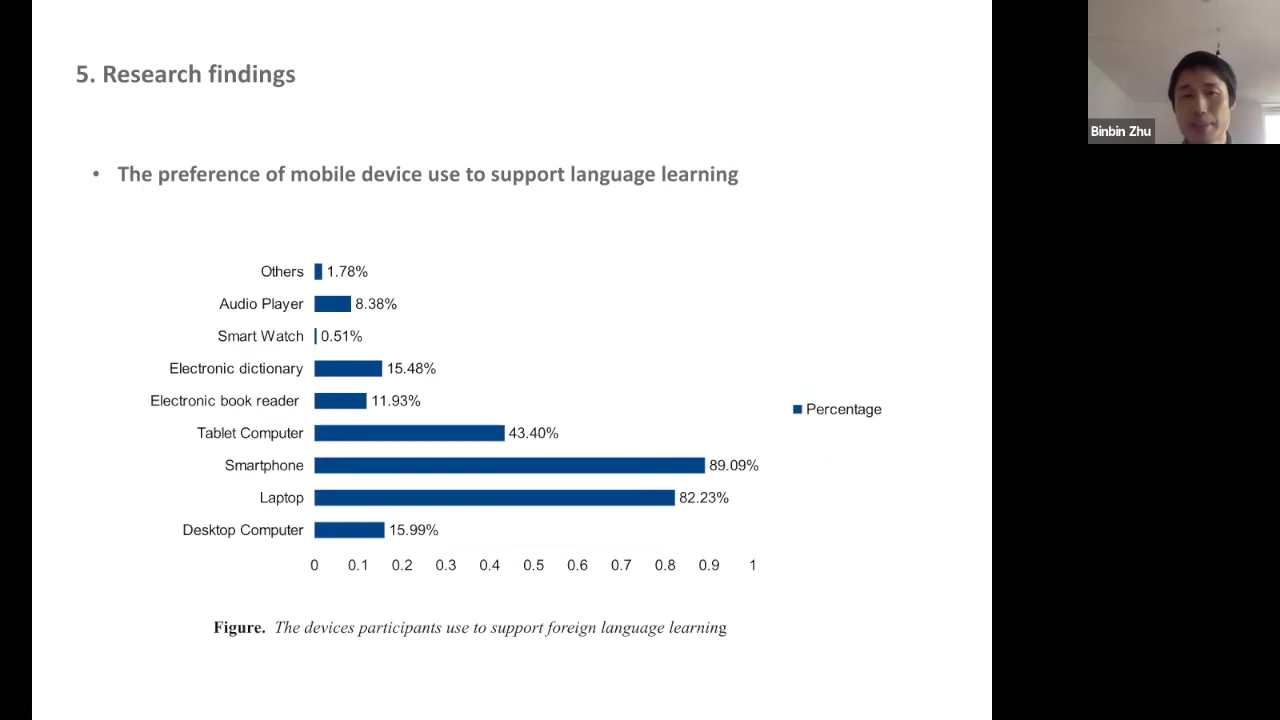 5. Research findings
Binbin Zhu
• The preference of mobile device use to support language learning
Others 1.78%
Audio Player 8.38%
Smart Watch 0.51%
Electronic dictionary 15.48%
Electronic book reader 11.93%
Percentage
Tablet Computer 43.40%
Smartphone 89.09%
Laptop 82.23%
Desktop Computer 15.99%
0 0.1 0.2 0.3 0.4 0.5 0.6 0.7 0.8 0.9 1
Figure. The devices participants use to support foreign language learning